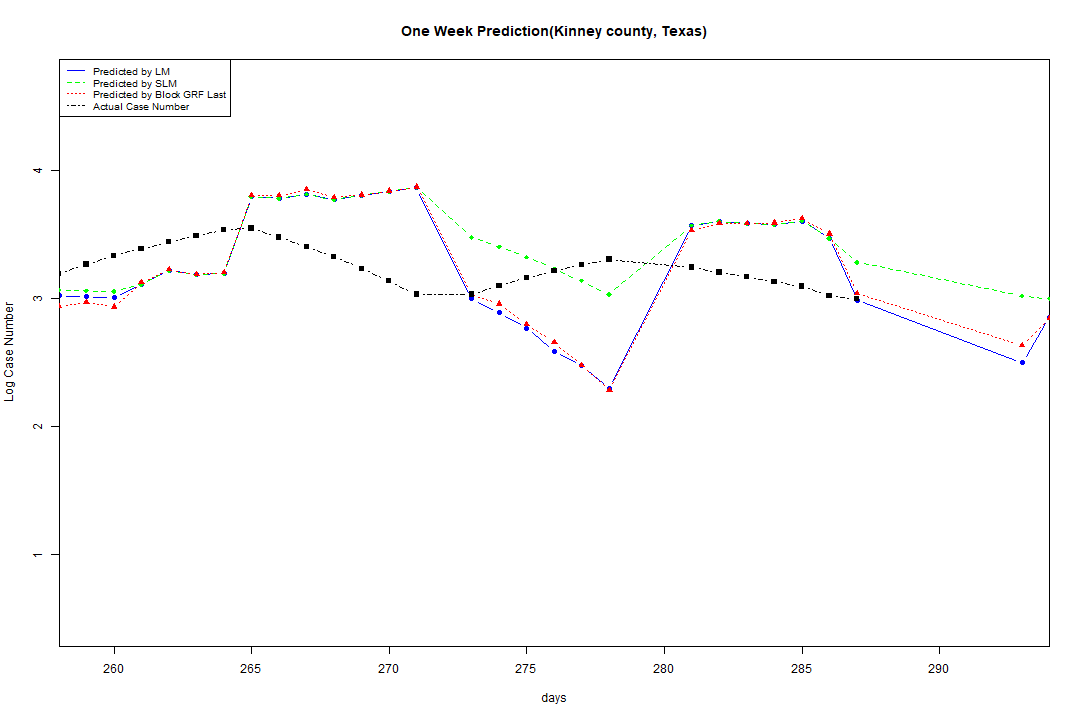 One Week Prediction(Kinney county, Texas)
Predicted by LM
Predicted by SLM
Predicted by Block GRF Last
Actual Case Number
Log Case Number
4
3
2
1
260
265
270
275
280
285
290
days